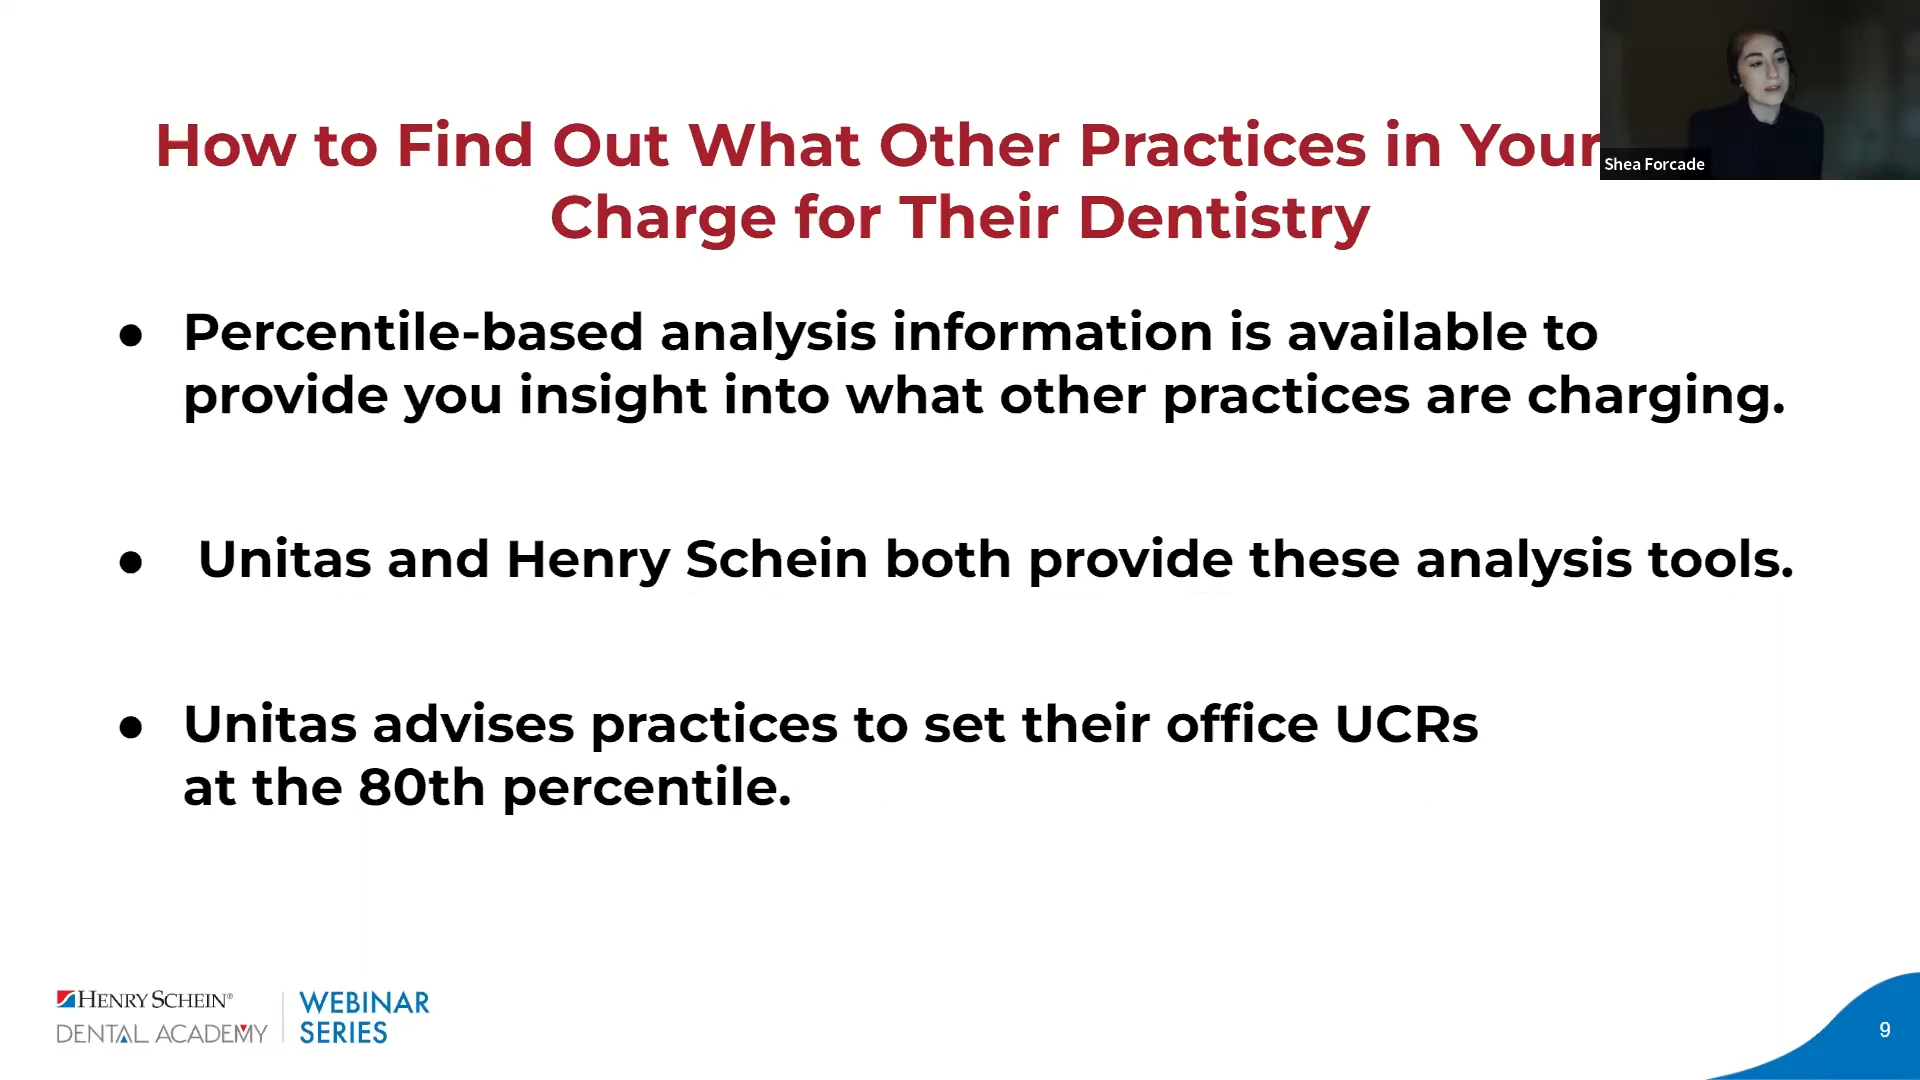 How to Find Out What Other Practices in Your
Charge for Their Dentistry
Shea Forcade
● Percentile-based analysis information is available to
provide you insight into what other practices are charging.
● Unitas and Henry Schein both provide these analysis tools.
● Unitas advises practices to set their office UCRs
at the 80th percentile.
HENRY SCHEIN®
DENTAL ACADEMY
WEBINAR
SERIES
9